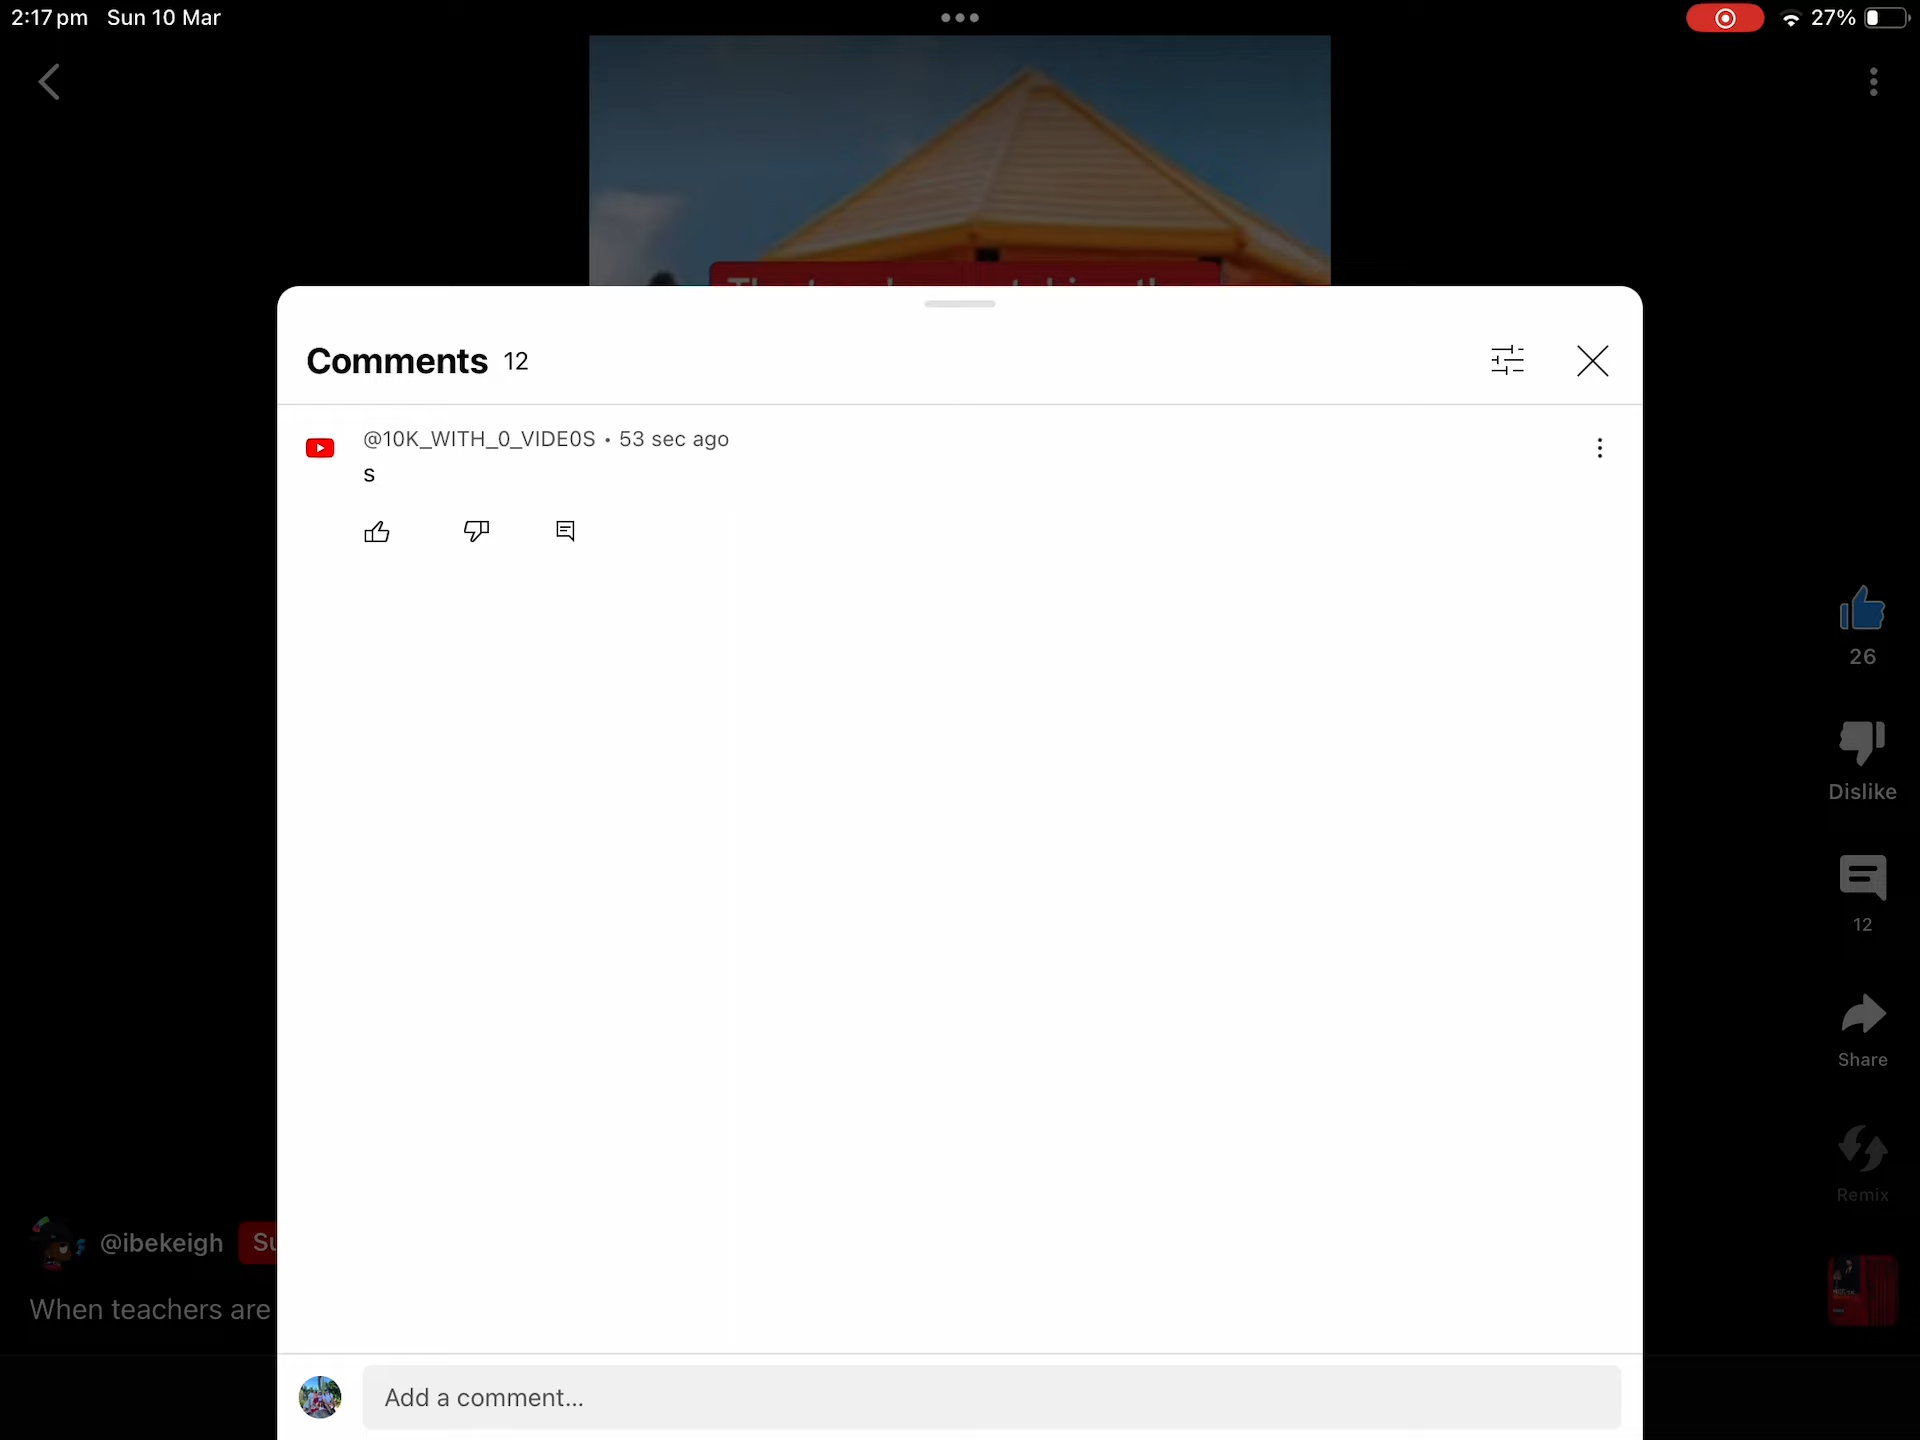 2:17 pm Sun 10 Mar
27%
Comments 12
@10K_WITH_0_VIDE0S • 53 sec ago
s
26
Dislike
12
Share
Remix
@ibekeigh
When teachers are
Add a comment...